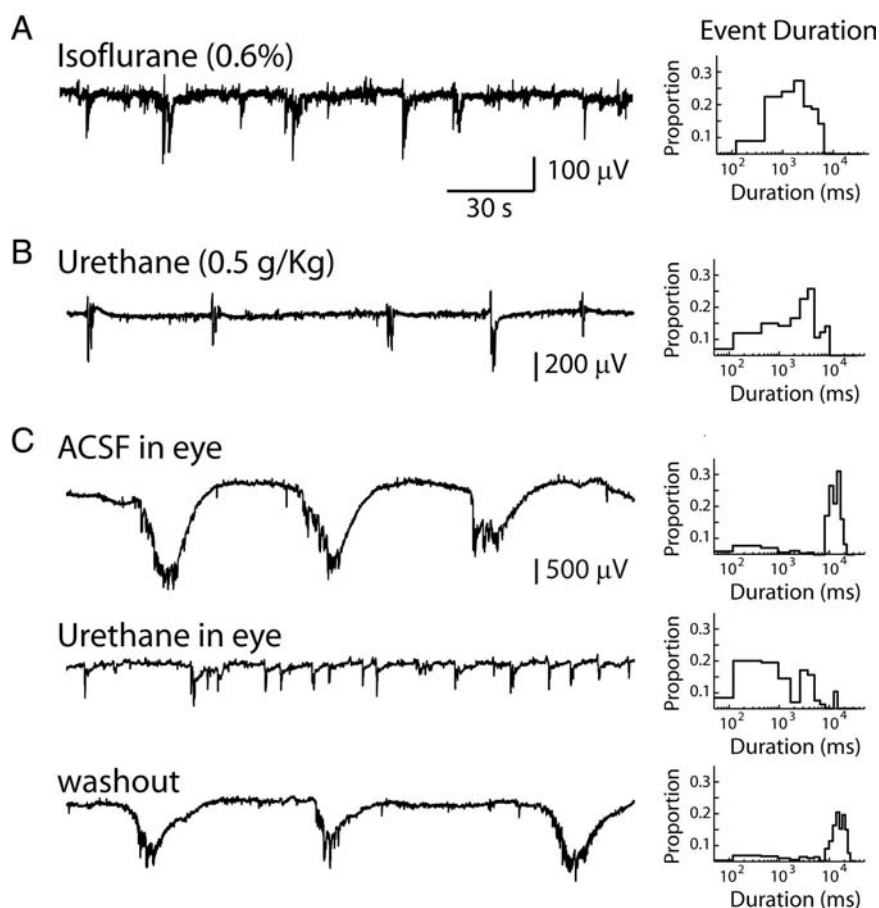 A
Isoflurane (0.6%)
Event Duration
Proportion
0.3
0.2
0.1
10² 10³ 10⁴
Duration (ms)
100 µV
30 s
B
Urethane (0.5 g/Kg)
Proportion
0.3
0.2
0.1
10² 10³ 10⁴
Duration (ms)
200 µV
C
ACSF in eye
Proportion
0.3
0.2
0.1
10² 10³ 10⁴
Duration (ms)
500 µV
Urethane in eye
Proportion
0.3
0.2
0.1
10² 10³ 10⁴
Duration (ms)
washout
Proportion
0.3
0.2
0.1
10² 10³ 10⁴
Duration (ms)